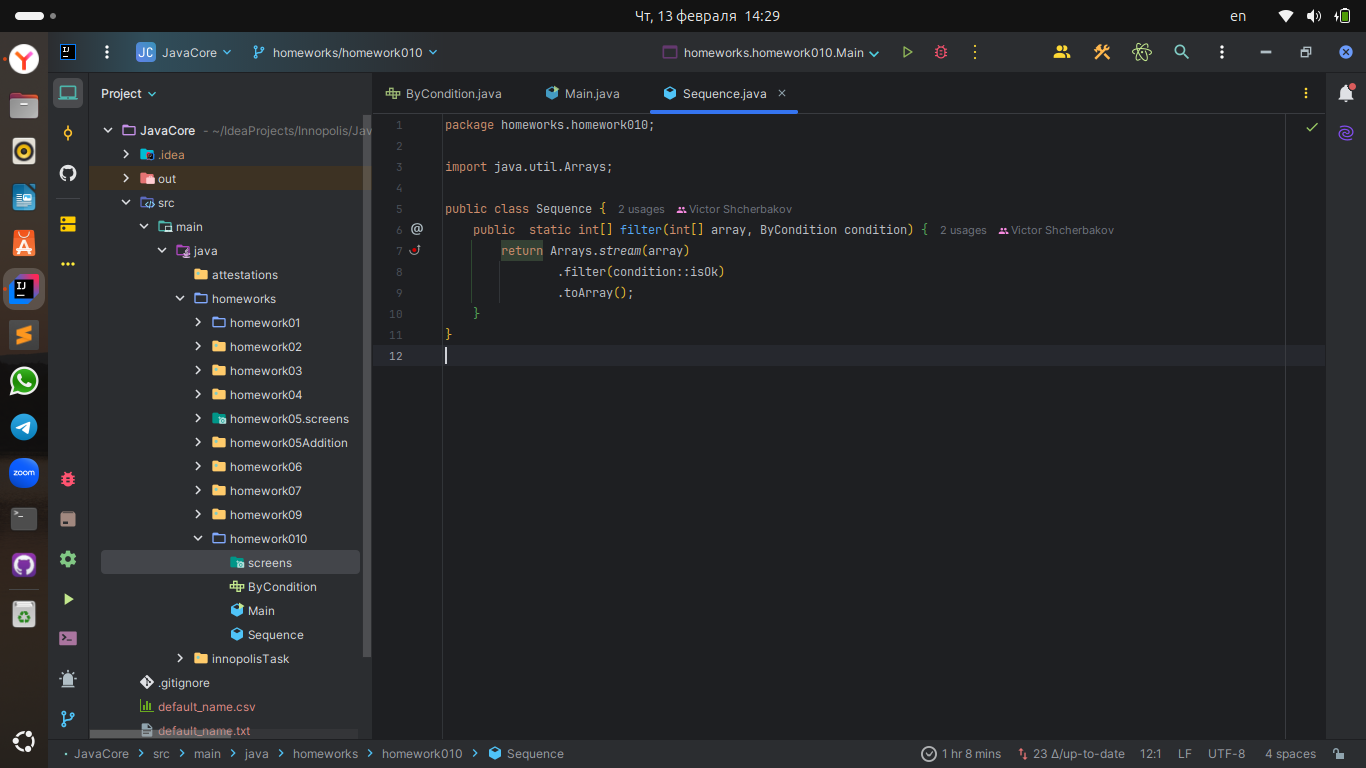 Чт, 13 февраля 14:29
en
JC JavaCore
homeworks/homework010
homeworks.homework010.Main
Project
ByCondition.java
Main.java
Sequence.java
JavaCore - ~/IdeaProjects/Innopolis/Jav
.idea
out
src
main
java
attestations
homeworks
homework01
homework02
homework03
homework04
homework05.screens
homework05Addition
homework06
homework07
homework09
homework010
screens
ByCondition
Main
Sequence
innopolisTask
.gitignore
default_name.csv
default_name.txt
1 package homeworks.homework010;
2
3 import java.util.Arrays;
4
5 public class Sequence { 2 usages Victor Shcherbakov
6 public  static int[] filter(int[] array, ByCondition condition) { 2 usages Victor Shcherbakov
7 return Arrays.stream(array)
8 .filter(condition::isOk)
9 .toArray();
10 }
11 }
12
zoom
JavaCore > src > main > java > homeworks > homework010 > Sequence
1 hr 8 mins
23 Δ/up-to-date
12:1
LF
UTF-8
4 spaces